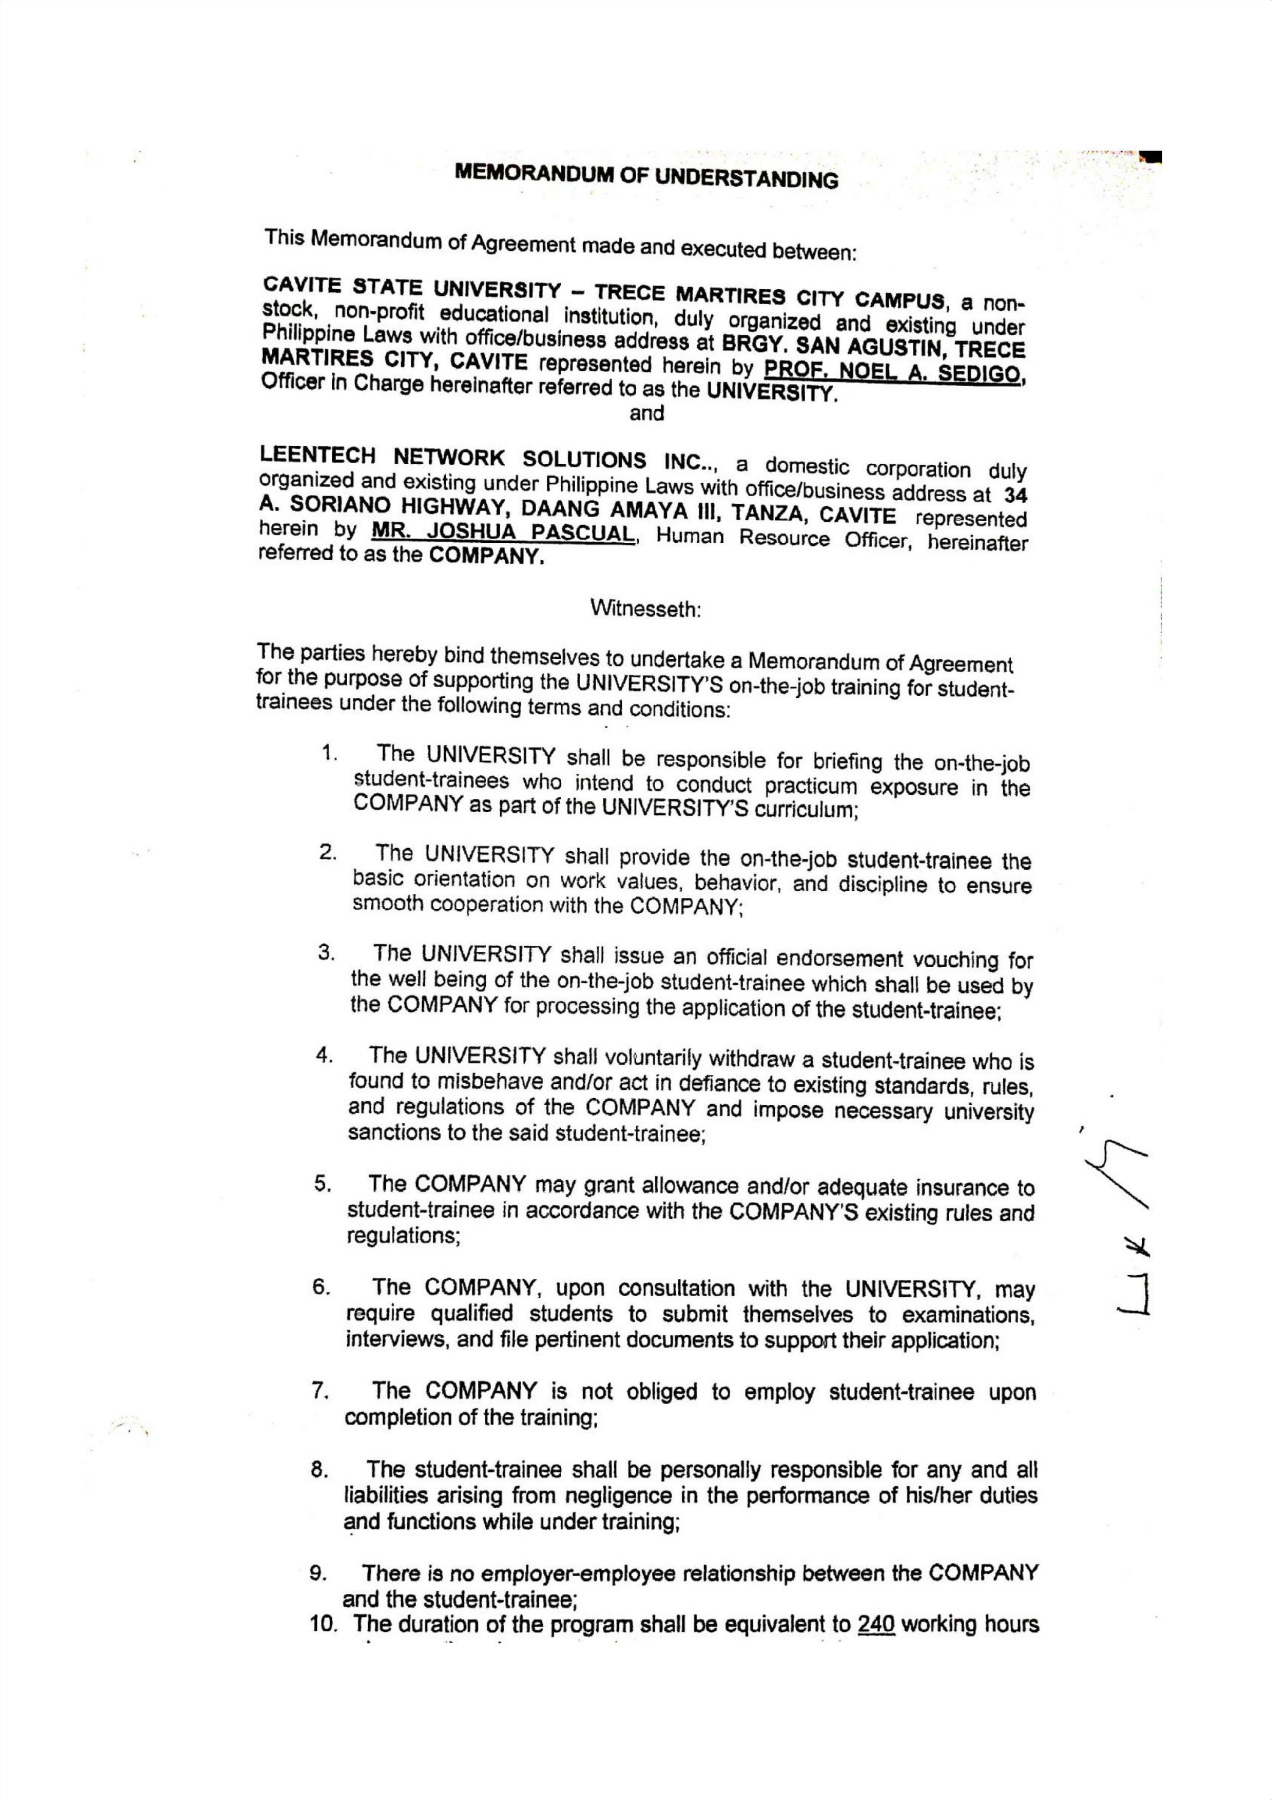 MEMORANDUM OF UNDERSTANDING
This Memorandum of Agreement made and executed between:
CAVITE STATE UNIVERSITY – TRECE MARTIRES CITY CAMPUS, a non-
stock, non-profit educational institution, duly organized and existing under
Philippine Laws with office/business address at BRGY. SAN AGUSTIN, TRECE
MARTIRES CITY, CAVITE represented herein by PROF. NOEL A. SEDIGO,
Officer in Charge hereinafter referred to as the UNIVERSITY.
and
LEENTECH NETWORK SOLUTIONS INC.., a domestic corporation duly
organized and existing under Philippine Laws with office/business address at 34
A. SORIANO HIGHWAY, DAANG AMAYA III, TANZA, CAVITE represented
herein by MR. JOSHUA PASCUAL, Human Resource Officer, hereinafter
referred to as the COMPANY.
Witnesseth:
The parties hereby bind themselves to undertake a Memorandum of Agreement
for the purpose of supporting the UNIVERSITY'S on-the-job training for student-
trainees under the following terms and conditions:
1. The UNIVERSITY shall be responsible for briefing the on-the-job
student-trainees who intend to conduct practicum exposure in the
COMPANY as part of the UNIVERSITY'S curriculum;
2. The UNIVERSITY shall provide the on-the-job student-trainee the
basic orientation on work values, behavior, and discipline to ensure
smooth cooperation with the COMPANY;
3. The UNIVERSITY shall issue an official endorsement vouching for
the well being of the on-the-job student-trainee which shall be used by
the COMPANY for processing the application of the student-trainee;
4. The UNIVERSITY shall voluntarily withdraw a student-trainee who is
found to misbehave and/or act in defiance to existing standards, rules,
and regulations of the COMPANY and impose necessary university
sanctions to the said student-trainee;
5. The COMPANY may grant allowance and/or adequate insurance to
student-trainee in accordance with the COMPANY'S existing rules and
regulations;
6. The COMPANY, upon consultation with the UNIVERSITY, may
require qualified students to submit themselves to examinations,
interviews, and file pertinent documents to support their application;
7. The COMPANY is not obliged to employ student-trainee upon
completion of the training;
8. The student-trainee shall be personally responsible for any and all
liabilities arising from negligence in the performance of his/her duties
and functions while under training;
9. There is no employer-employee relationship between the COMPANY
and the student-trainee;
10. The duration of the program shall be equivalent to 240 working hours